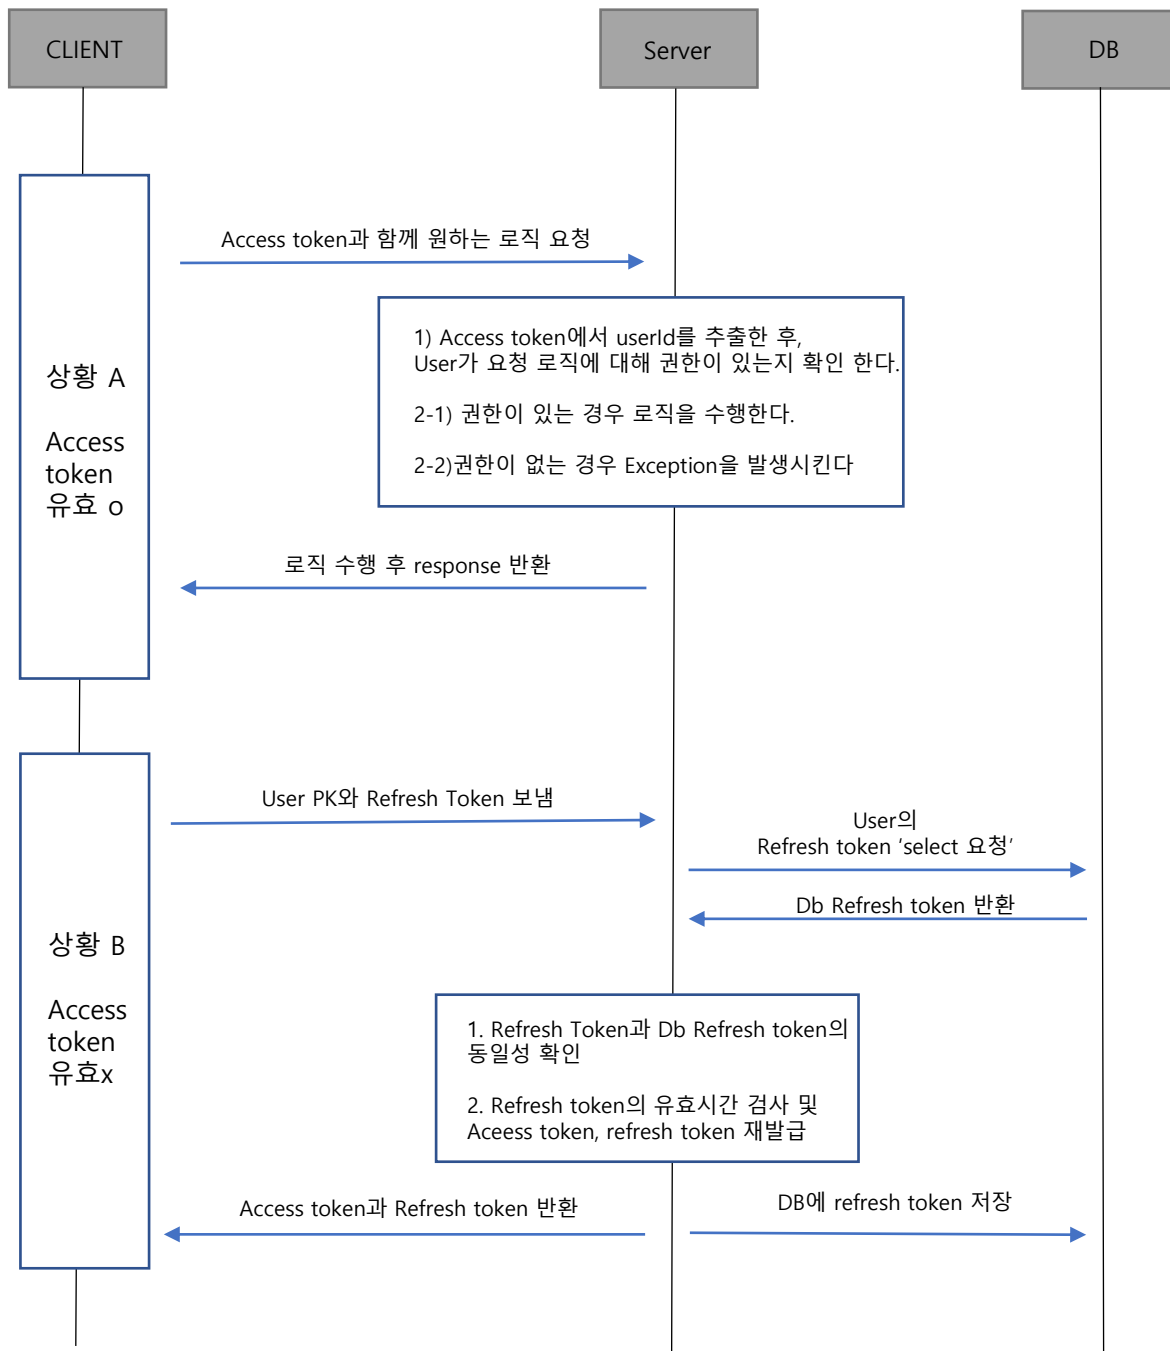 CLIENT
Server
DB
Access token과 함께 원하는 로직 요청
1) Access token에서 userId를 추출한 후,
User가 요청 로직에 대해 권한이 있는지 확인 한다.
2-1) 권한이 있는 경우 로직을 수행한다.
2-2)권한이 없는 경우 Exception을 발생시킨다
상황 A
Access
token
유효 o
로직 수행 후 response 반환
User PK와 Refresh Token 보냄
User의
Refresh token ‘select 요청’
Db Refresh token 반환
상황 B
Access
token
유효x
1. Refresh Token과 Db Refresh token의
동일성 확인
2. Refresh token의 유효시간 검사 및
Aceess token, refresh token 재발급
Access token과 Refresh token 반환
DB에 refresh token 저장